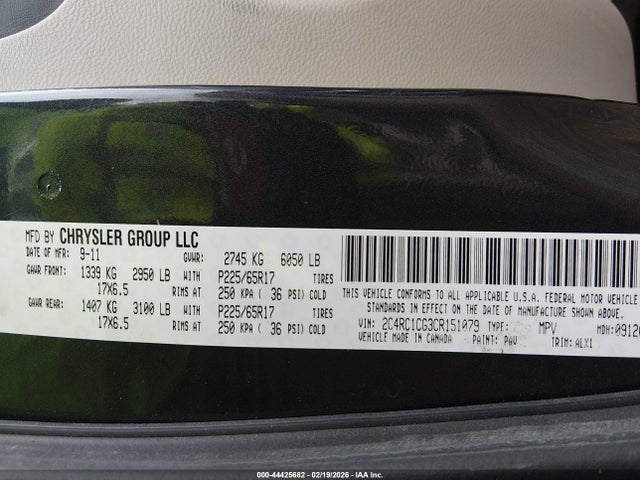 MFD BY CHRYSLER GROUP LLC
DATE OF MFR: 9-11 GVWR: 2745 KG 6050 LB
GAWR FRONT: 1339 KG 2950 LB WITH P225/65R17 TIRES
17X6.5 RIMS AT 250 KPA ( 36 PSI) COLD
GAWR REAR: 1407 KG 3100 LB WITH P225/65R17 TIRES
17X6.5 RIMS AT 250 KPA ( 36 PSI) COLD
THIS VEHICLE CONFORMS TO ALL APPLICABLE U.S.A. FEDERAL MOTOR VEHICLE
STANDARDS IN EFFECT ON THE DATE OF MANUFACTURE SHOWN ABOVE.
VIN: 2C4RC1CG3CR151079 TYPE: MPV MDH:09120
VEHICLE MADE IN CANADA PAINT: PAV TRIM: ALX1
000-44425682 - 02/19/2026 - IAA Inc.